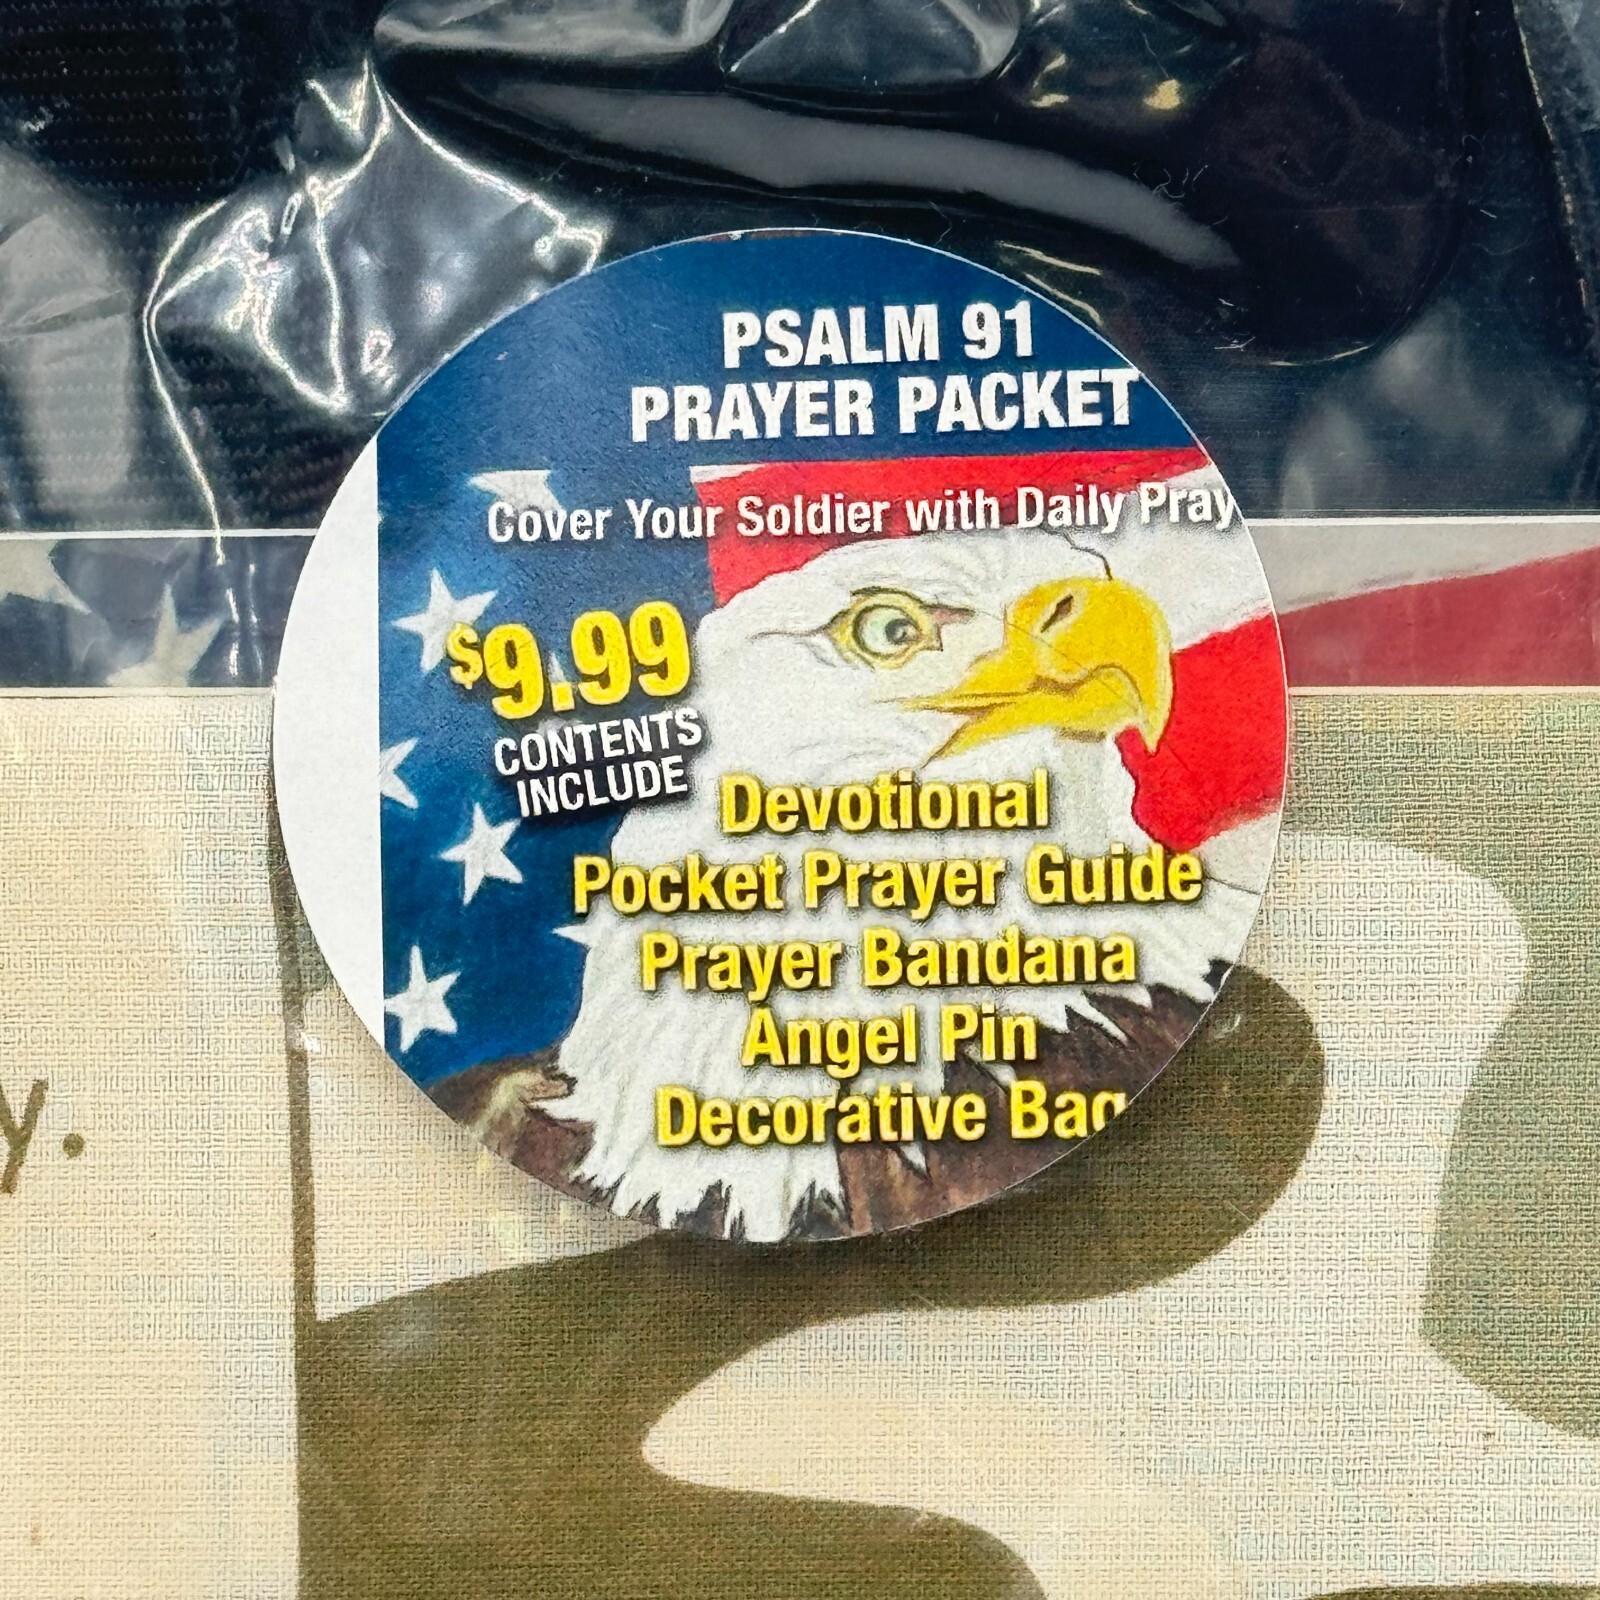 PSALM 91
PRAYER PACKET
Cover Your Soldier with Daily Pray
$9.99
CONTENTS
INCLUDE
Devotional
Pocket Prayer Guide
Prayer Bandana
Angel Pin
Decorative Bag
y.